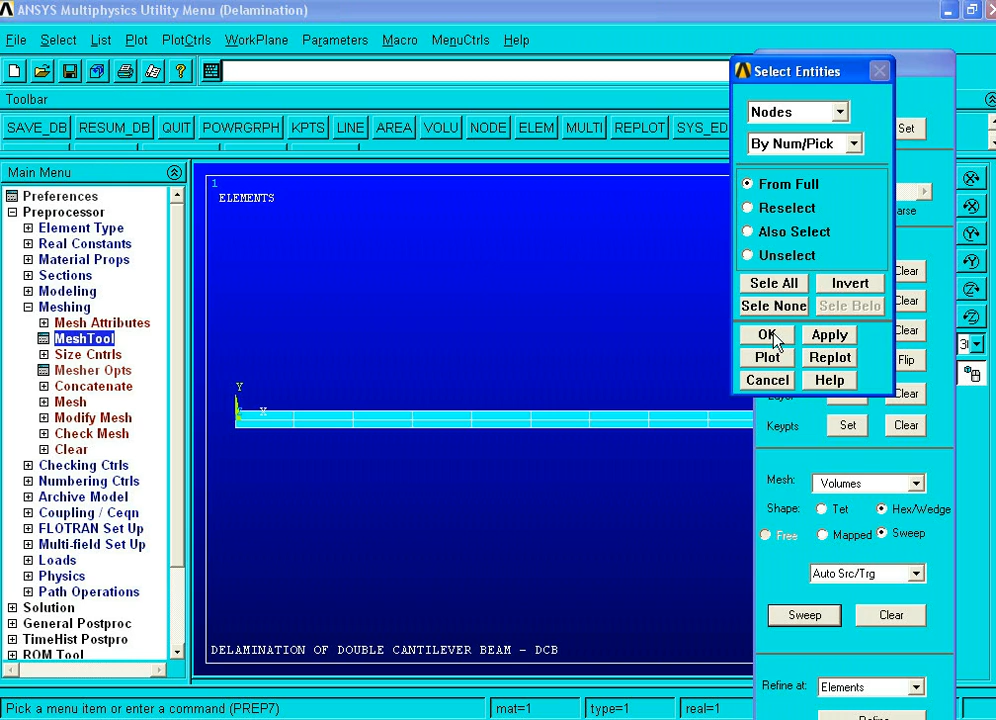 ANSYS Multiphysics Utility Menu (Delamination)
File Select List Plot PlotCtrls WorkPlane Parameters Macro MenuCtrls Help
Toolbar
SAVE_DB RESUM_DB QUIT POWRGRPH KPTS LINE AREA VOLU NODE ELEM MULTI REPLOT SYS_ED
Main Menu
Preferences
Preprocessor
Element Type
Real Constants
Material Props
Sections
Modeling
Meshing
Mesh Attributes
MeshTool
Size Cntrls
Mesher Opts
Concatenate
Mesh
Modify Mesh
Check Mesh
Clear
Checking Ctrls
Numbering Ctrls
Archive Model
Coupling / Ceqn
FLOTRAN Set Up
Multi-field Set Up
Loads
Physics
Path Operations
Solution
General Postproc
TimeHist Postpro
ROM Tool
1
ELEMENTS
Y
X
DELAMINATION OF DOUBLE CANTILEVER BEAM - DCB
Select Entities
Nodes
By Num/Pick
From Full
Reselect
Also Select
Unselect
Sele All Invert
Sele None Sele Belo
OK Apply
Plot Replot
Cancel Help
Set
Clear
Clear
Clear
Flip
Clear
Keypts Set Clear
Mesh: Volumes
Shape: Tet Hex/Wedge
Free Mapped Sweep
Auto Src/Trg
Sweep Clear
Refine at: Elements
Pick a menu item or enter a command (PREP7) mat=1 type=1 real=1